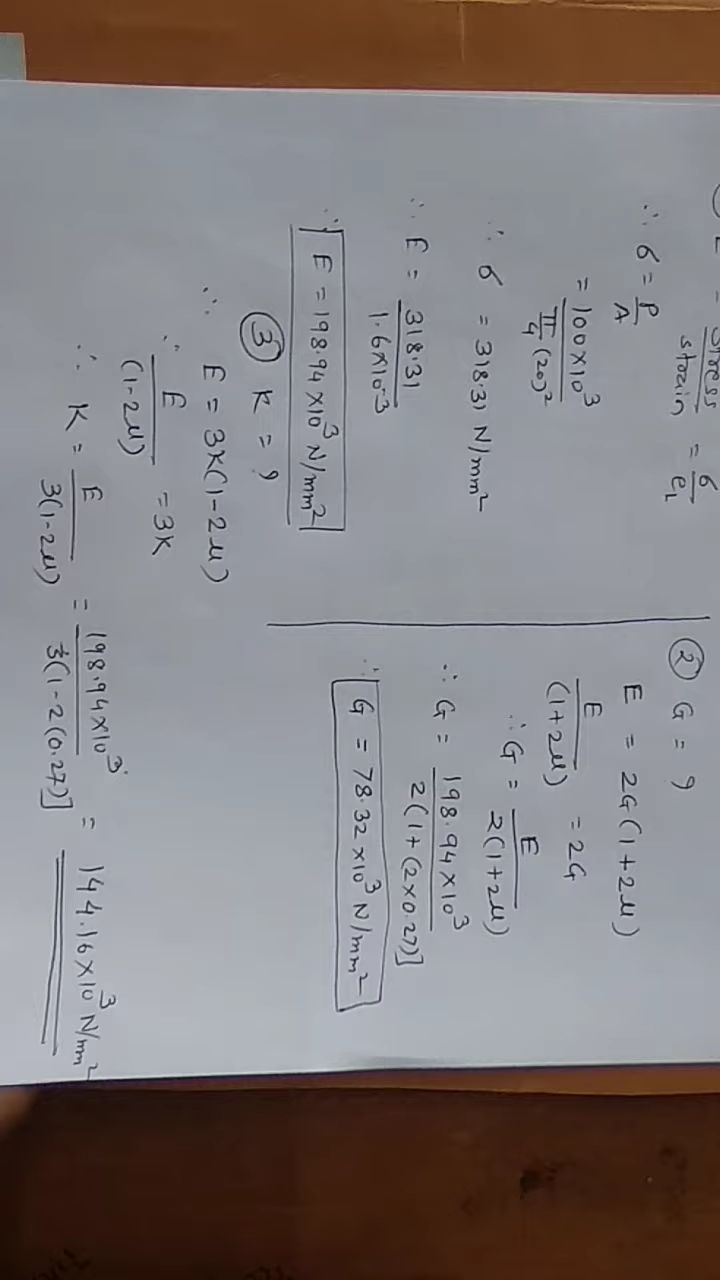 = stress/strain = σ/eL
∴ σ = P/A
= 100×10³ / π/4 (20)²
∴ σ = 318.31 N/mm²
∴ E = 318.31 / 1.6×10⁻³
∴ E = 198.94×10³ N/mm²
② G = ?
E = 2G(1+2μ)
E/(1+2μ) = 2G
∴ G = E / 2(1+2μ)
∴ G = 198.94×10³ / 2(1+(2×0.27)]
∴ G = 78.32×10³ N/mm²
③ K = ?
∴ E = 3K(1-2μ)
∴ E/(1-2μ) = 3K
∴ K = E / 3(1-2μ) = 198.94×10³ / 3(1-2(0.27)] = 144.16×10³ N/mm²